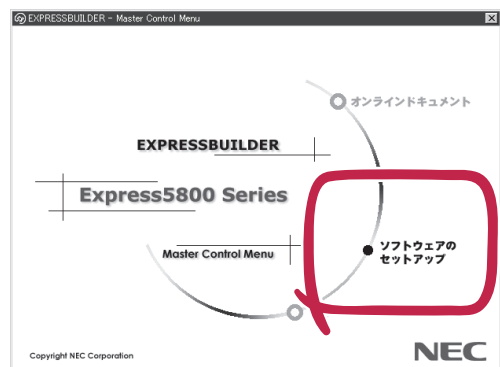 EXPRESSBUILDER - Master Control Menu
オンラインドキュメント
EXPRESSBUILDER
Express5800 Series
Master Control Menu
ソフトウェアの
セットアップ
Copyright NEC Corporation
NEC